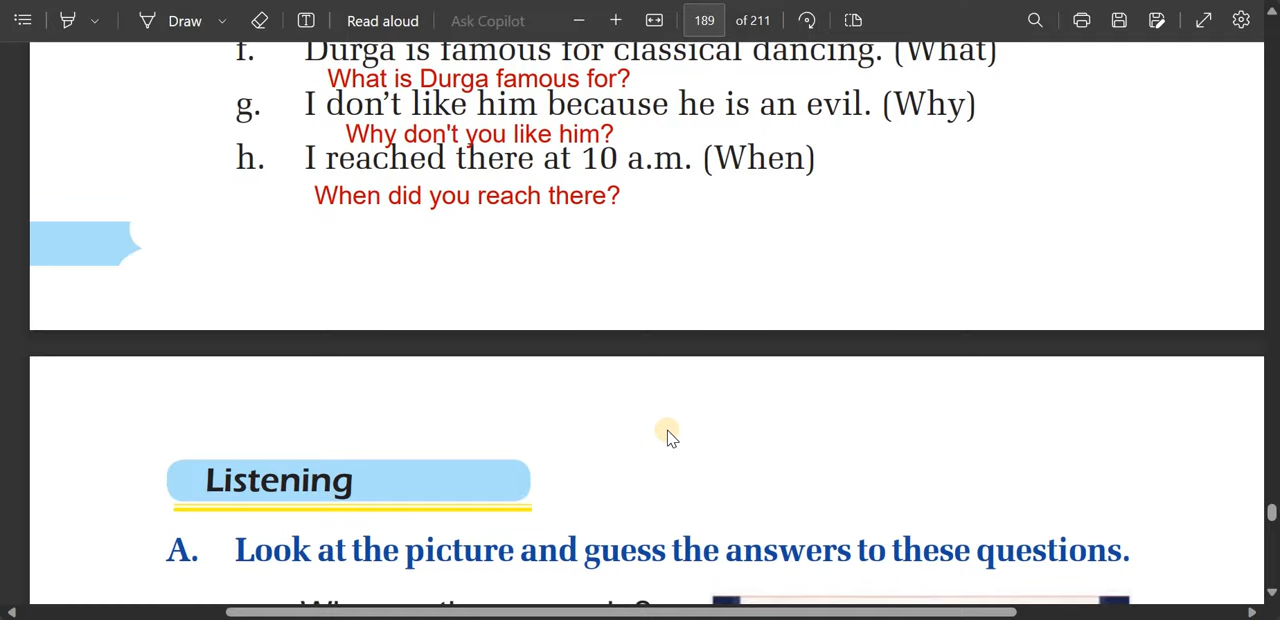 Draw
Read aloud
Ask Copilot
189 of 211
f. Durga is famous for classical dancing. (What)
What is Durga famous for?
g. I don't like him because he is an evil. (Why)
Why don't you like him?
h. I reached there at 10 a.m. (When)
When did you reach there?
Listening
A. Look at the picture and guess the answers to these questions.